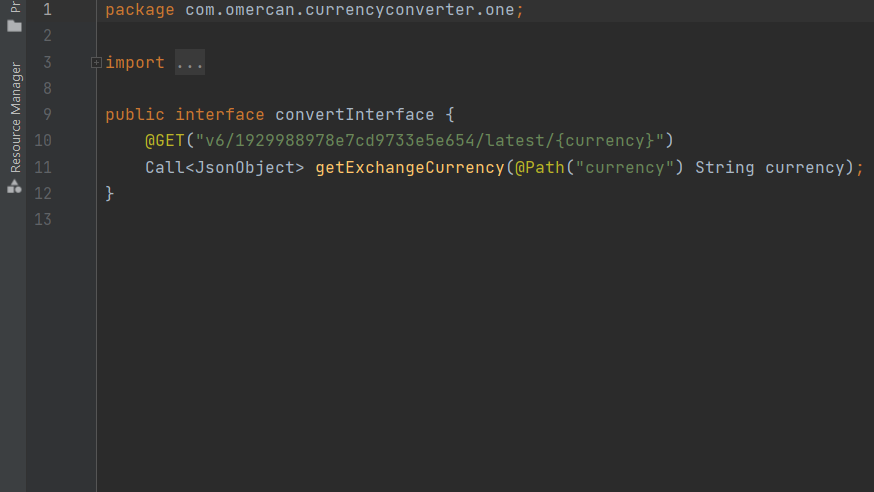 Pr
Resource Manager
1 package com.omercan.currencyconverter.one;
2
3 import ...
8
9 public interface convertInterface {
10 @GET("v6/1929988978e7cd9733e5e654/latest/{currency}")
11 Call<JsonObject> getExchangeCurrency(@Path("currency") String currency);
12 }
13